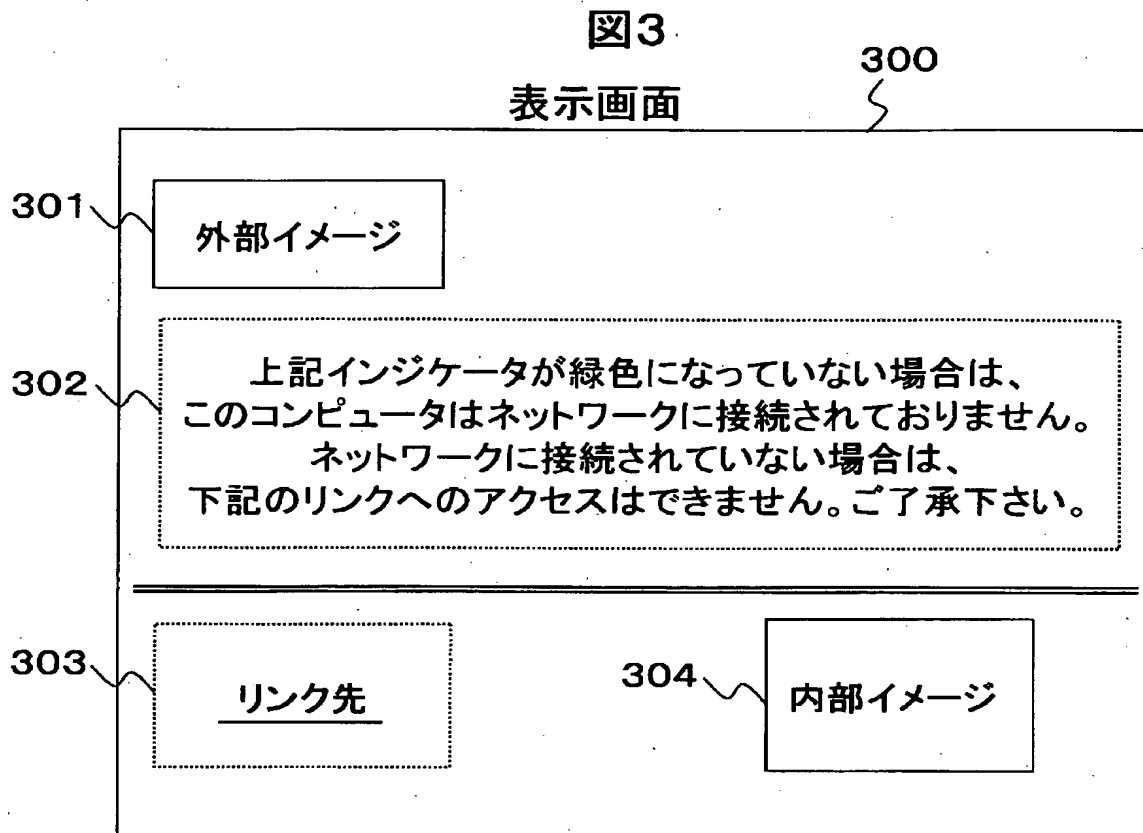 図3
300
表示画面
301
外部イメージ
302
上記インジケータが緑色になっていない場合は、
このコンピュータはネットワークに接続されておりません。
ネットワークに接続されていない場合は、
下記のリンクへのアクセスはできません。ご了承下さい。
303
リンク先
304
内部イメージ